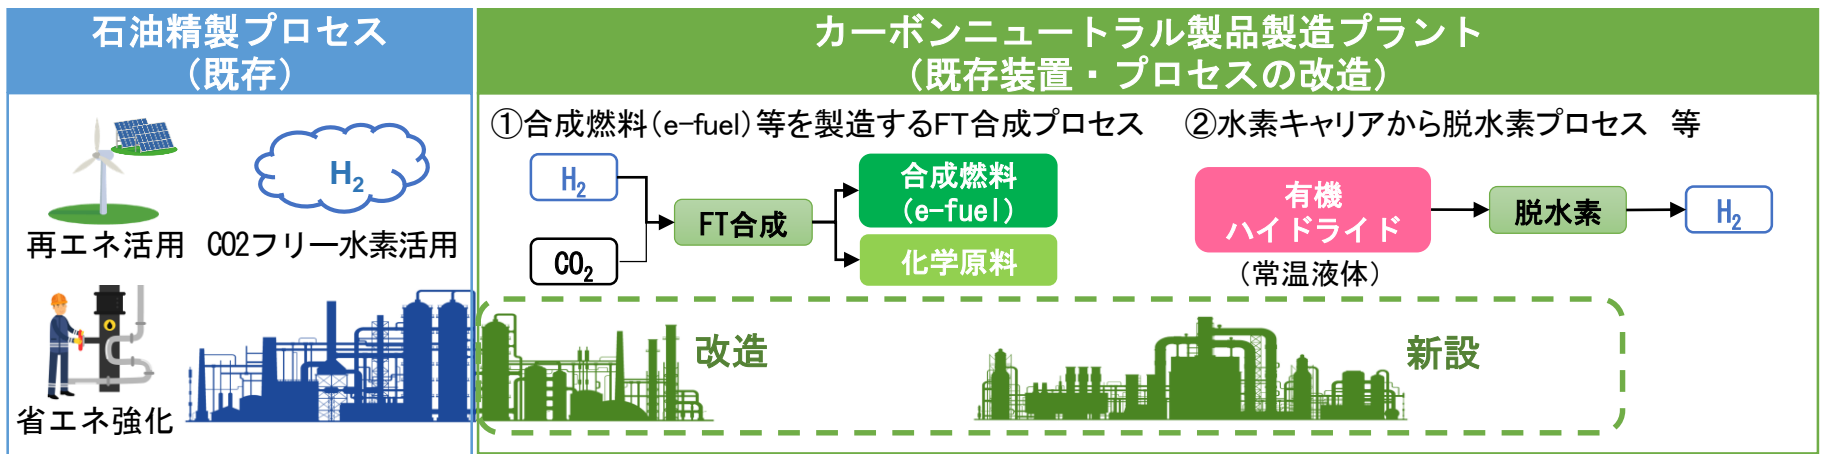 石油精製プロセス
（既存）
H₂
再エネ活用
CO2フリー水素活用
省エネ強化
カーボンニュートラル製品製造プラント
（既存装置・プロセスの改造）
①合成燃料（e-fuel）等を製造するFT合成プロセス
H₂
CO₂
FT合成
合成燃料
（e-fuel）
化学原料
②水素キャリアから脱水素プロセス　等
有機
ハイドライド
（常温液体）
脱水素
H₂
改造
新設